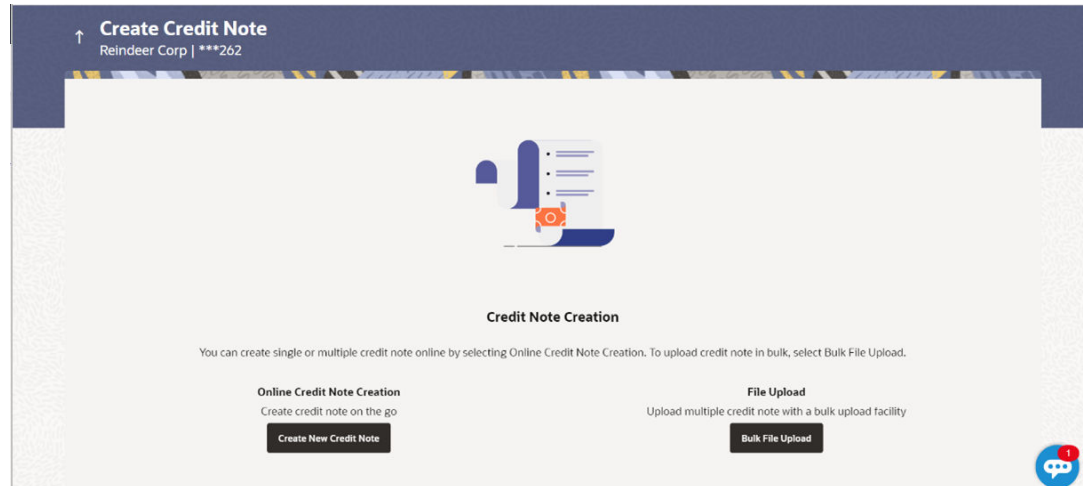 Create Credit Note
Reindeer Corp | ***262
Credit Note Creation
You can create single or multiple credit note online by selecting Online Credit Note Creation. To upload credit note in bulk, select Bulk File Upload.
Online Credit Note Creation
Create credit note on the go
Create New Credit Note
File Upload
Upload multiple credit note with a bulk upload facility
Bulk File Upload
1